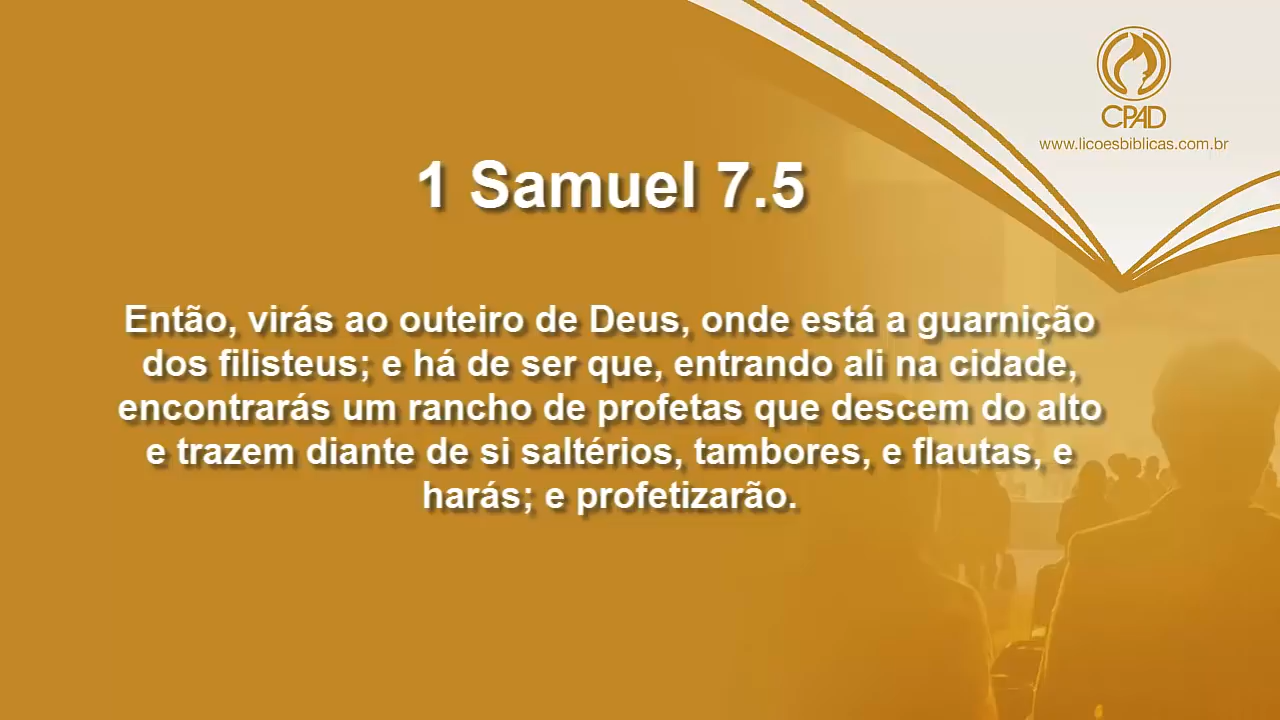 CPAD
www.licoesbiblicas.com.br
1 Samuel 7.5
Então, virás ao outeiro de Deus, onde está a guarnição
dos filisteus; e há de ser que, entrando ali na cidade,
encontrarás um rancho de profetas que descem do alto
e trazem diante de si saltérios, tambores, e flautas, e
harás; e profetizarão.